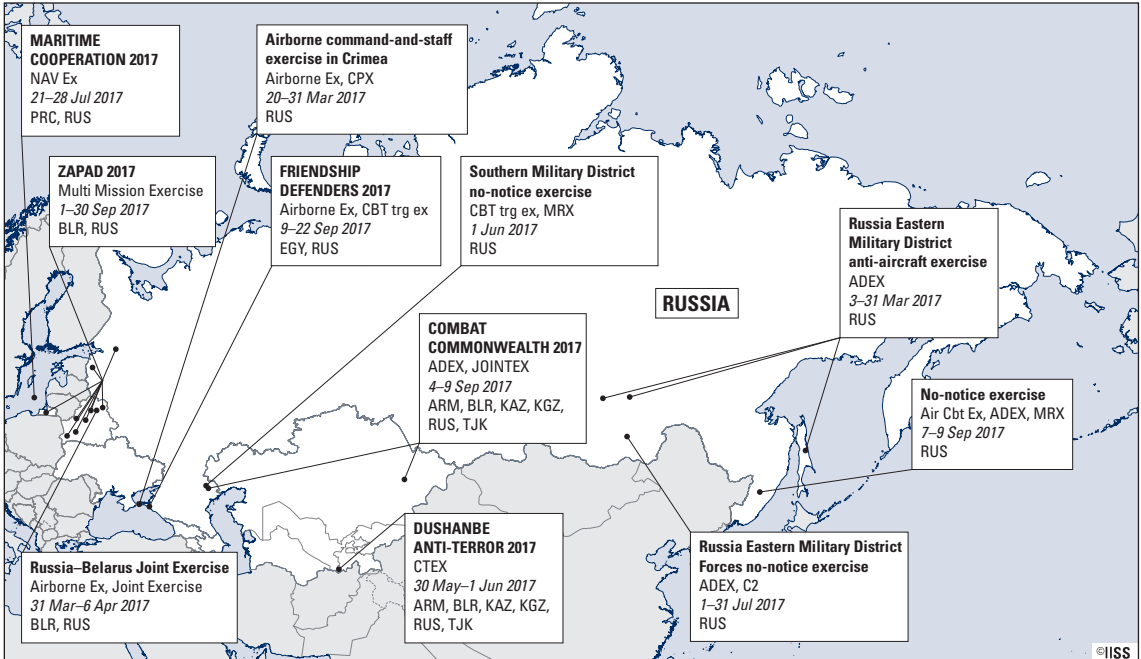 MARITIME
COOPERATION 2017
NAV Ex
21–28 Jul 2017
PRC, RUS
Airborne command-and-staff
exercise in Crimea
Airborne Ex, CPX
20–31 Mar 2017
RUS
ZAPAD 2017
Multi Mission Exercise
1–30 Sep 2017
BLR, RUS
FRIENDSHIP
DEFENDERS 2017
Airborne Ex, CBT trg ex
9–22 Sep 2017
EGY, RUS
Southern Military District
no-notice exercise
CBT trg ex, MRX
1 Jun 2017
RUS
Russia Eastern
Military District
anti-aircraft exercise
ADEX
3–31 Mar 2017
RUS
RUSSIA
COMBAT
COMMONWEALTH 2017
ADEX, JOINTEX
4–9 Sep 2017
ARM, BLR, KAZ, KGZ,
RUS, TJK
No-notice exercise
Air Cbt Ex, ADEX, MRX
7–9 Sep 2017
RUS
Russia–Belarus Joint Exercise
Airborne Ex, Joint Exercise
31 Mar–6 Apr 2017
BLR, RUS
DUSHANBE
ANTI-TERROR 2017
CTEX
30 May–1 Jun 2017
ARM, BLR, KAZ, KGZ,
RUS, TJK
Russia Eastern Military District
Forces no-notice exercise
ADEX, C2
1–31 Jul 2017
RUS
©IISS